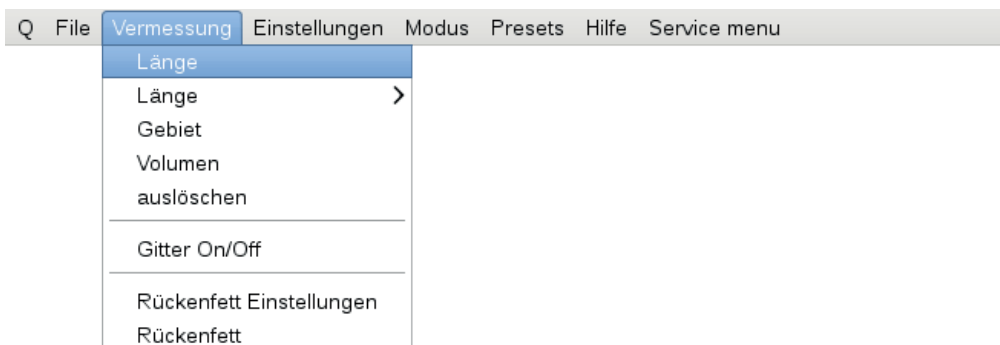 Q File Vermessung Einstellungen Modus Presets Hilfe Service menu
Länge
Länge
Gebiet
Volumen
auslöschen
Gitter On/Off
Rückenfett Einstellungen
Rückenfett